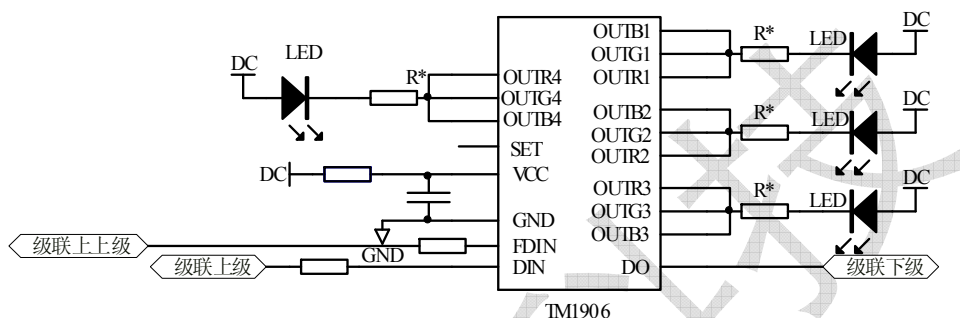 LED
DC
R*
OUTR4
OUTG4
OUTB4
SET
DC
VCC
GND
GND
FDIN
DIN
级联上上级
级联上级
OUTB1
OUTG1
OUTR1
R*
LED
DC
OUTB2
OUTG2
OUTR2
R*
LED
DC
OUTR3
OUTG3
OUTB3
R*
LED
DC
DO
级联下级
TM1906